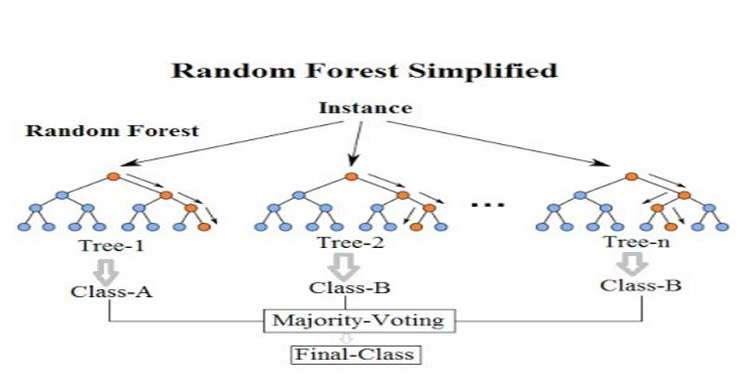 Random Forest Simplified
Instance
Random Forest
...
Tree-1 Tree-2 Tree-n
Class-A Class-B Class-B
Majority-Voting
Final-Class